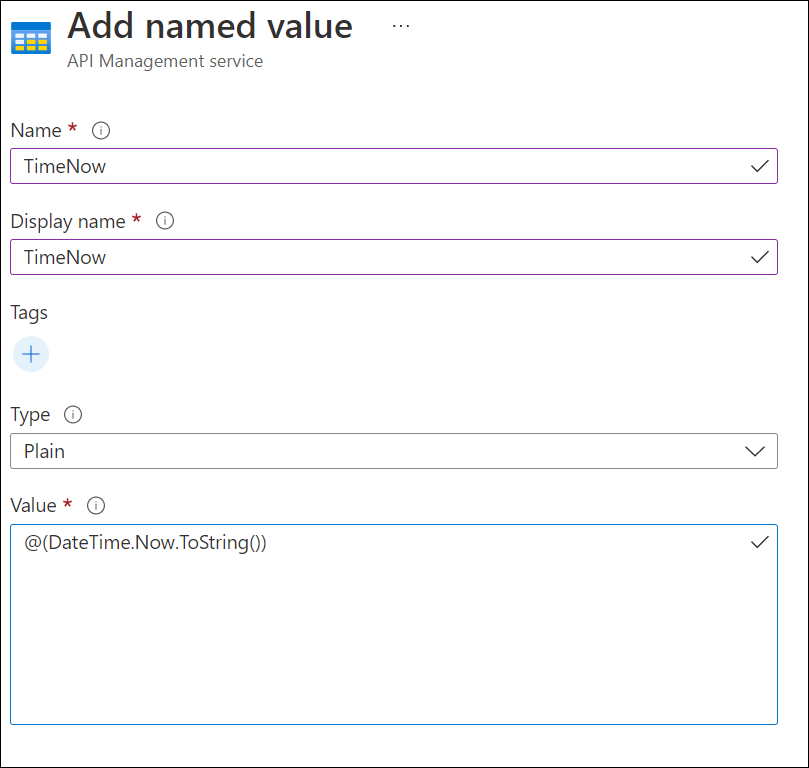 Add named value ...
API Management service
Name *
TimeNow
Display name *
TimeNow
Tags
Type
Plain
Value *
@(DateTime.Now.ToString())